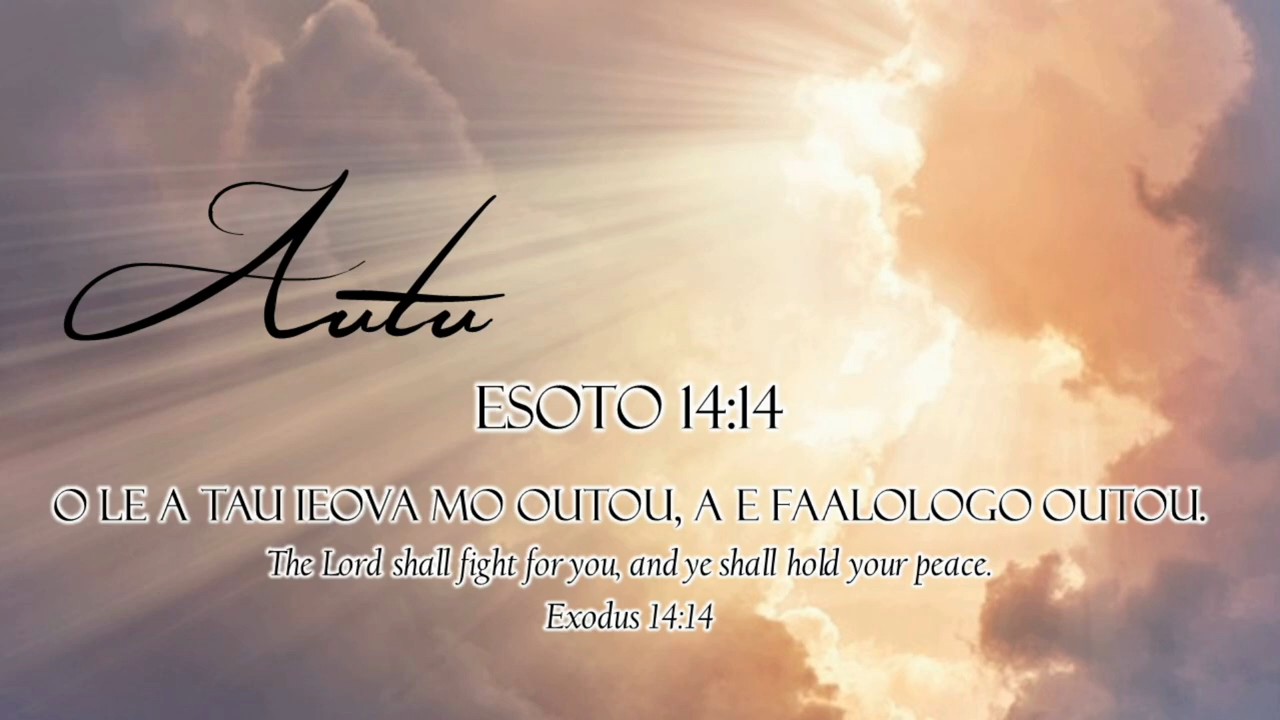 Autu
ESOTO 14:14
O LE A TAU IEOVA MO OUTOU, A E FAALOLOGO OUTOU.
The Lord shall fight for you, and ye shall hold your peace.
Exodus 14:14